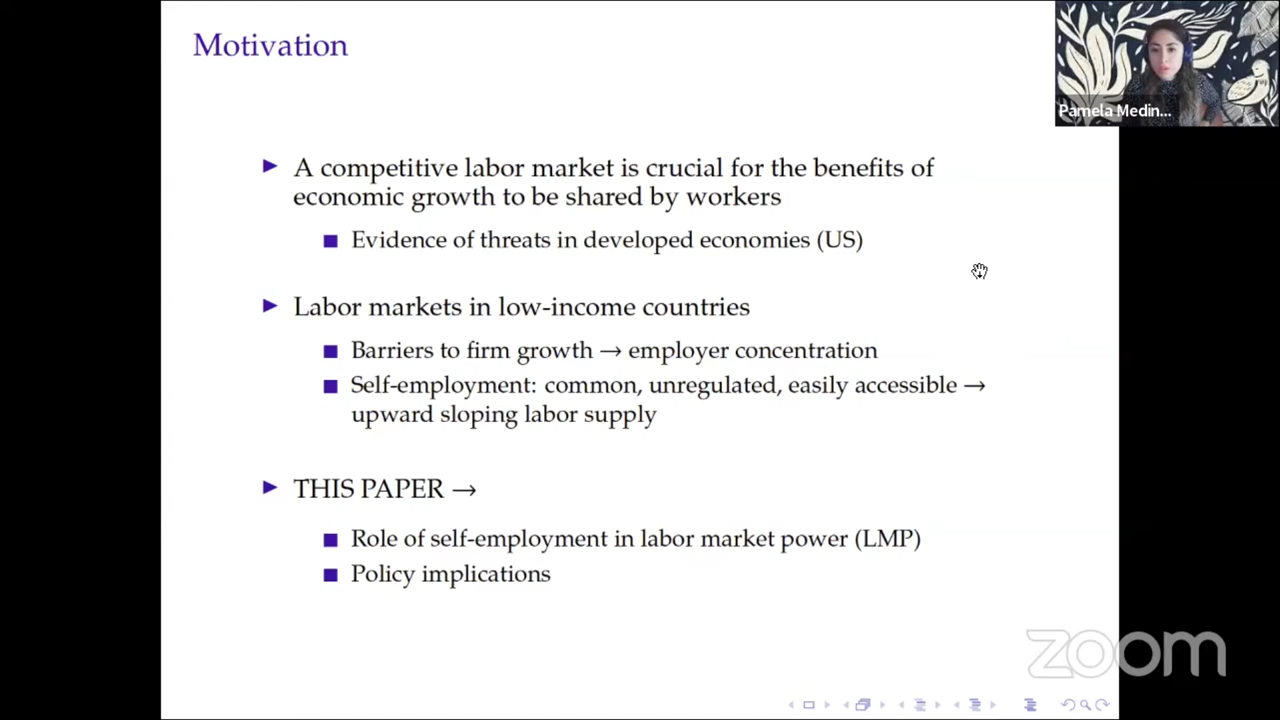 Motivation
Pamela Medin...
A competitive labor market is crucial for the benefits of
economic growth to be shared by workers
Evidence of threats in developed economies (US)
Labor markets in low-income countries
Barriers to firm growth → employer concentration
Self-employment: common, unregulated, easily accessible →
upward sloping labor supply
THIS PAPER →
Role of self-employment in labor market power (LMP)
Policy implications
zoom